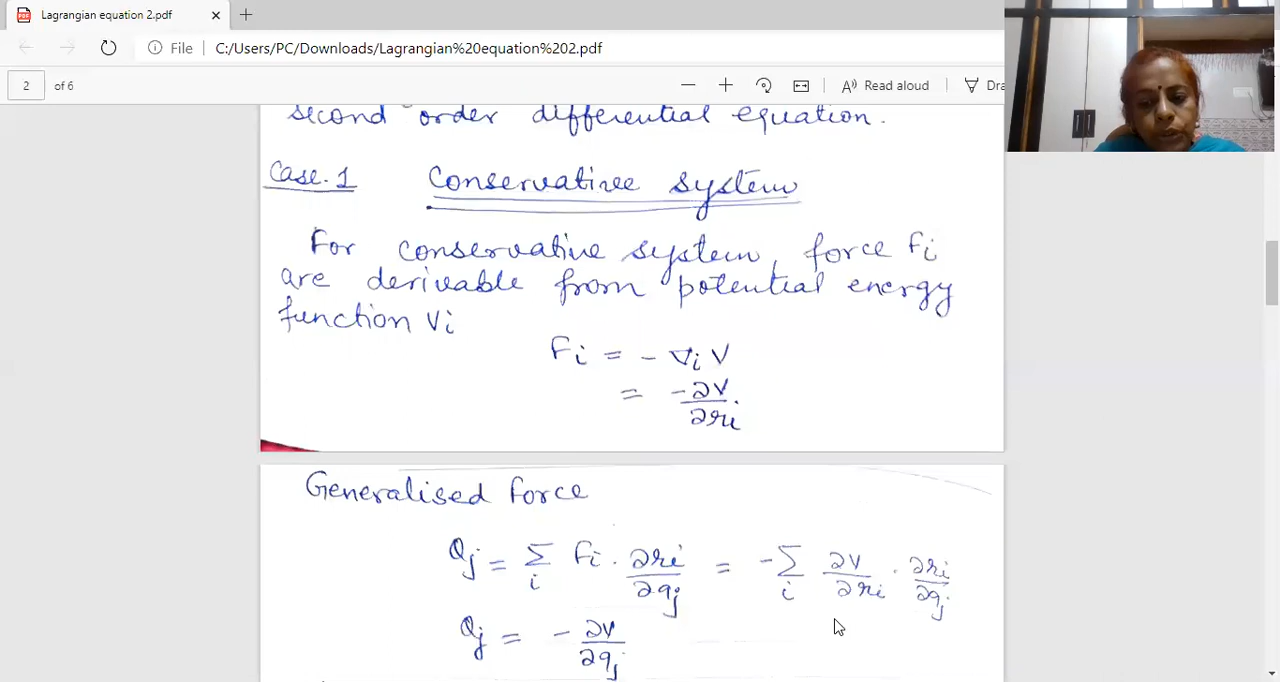 Lagrangian equation 2.pdf
File C:/Users/PC/Downloads/Lagrangian%20equation%202.pdf
2 of 6 Read aloud Dra
second order differential equation.
Case.1 Conservative system
For conservative system, force Fi
are derivable from potential energy
function Vi
Fi = - ∇i V
= -∂V/∂ri
Generalised force
Qj = Σi Fi · ∂ri/∂qj = -Σi ∂V/∂ri · ∂ri/∂qj
Qj = - ∂V/∂qj